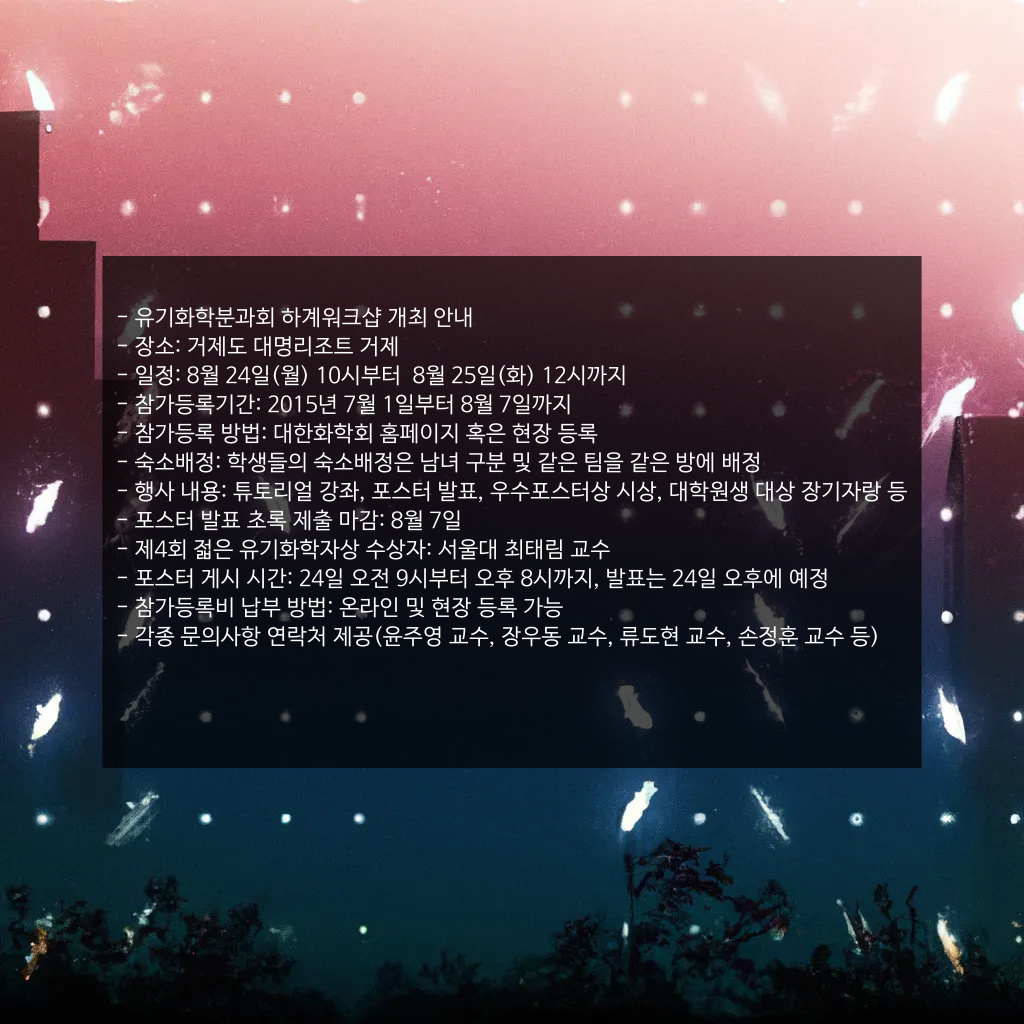 - 유기화학분과회 하계워크샵 개최 안내
- 장소: 거제도 대명리조트 거제
- 일정: 8월 24일(월) 10시부터  8월 25일(화) 12시까지
- 참가등록기간: 2015년 7월 1일부터 8월 7일까지
- 참가등록 방법: 대한화학회 홈페이지 혹은 현장 등록
- 숙소배정: 학생들의 숙소배정은 남녀 구분 및 같은 팀을 같은 방에 배정
- 행사 내용: 튜토리얼 강좌, 포스터 발표, 우수포스터상 시상, 대학원생 대상 장기자랑 등
- 포스터 발표 초록 제출 마감: 8월 7일
- 제4회 젋은 유기화학자상 수상자: 서울대 최태림 교수
- 포스터 게시 시간: 24일 오전 9시부터 오후 8시까지, 발표는 24일 오후에 예정
- 참가등록비 납부 방법: 온라인 및 현장 등록 가능
- 각종 문의사항 연락처 제공(윤주영 교수, 장우동 교수, 류도현 교수, 손정훈 교수 등)